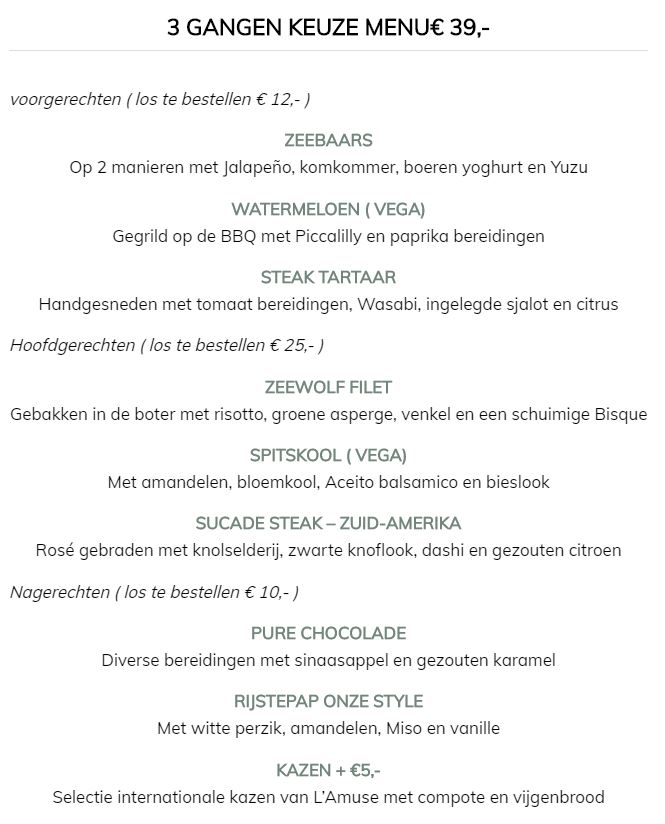 3 GANGEN KEUZE MENU€ 39,-
voorgerechten ( los te bestellen € 12,- )
ZEEBAARS
Op 2 manieren met Jalapeño, komkommer, boeren yoghurt en Yuzu
WATERMELOEN ( VEGA)
Gegrild op de BBQ met Piccalilly en paprika bereidingen
STEAK TARTAAR
Handgesneden met tomaat bereidingen, Wasabi, ingelegde sjalot en citrus
Hoofdgerechten ( los te bestellen € 25,- )
ZEEWOLF FILET
Gebakken in de boter met risotto, groene asperge, venkel en een schuimige Bisque
SPITSKOOL ( VEGA)
Met amandelen, bloemkool, Aceito balsamico en bieslook
SUCADE STEAK – ZUID-AMERIKA
Rosé gebraden met knolselderij, zwarte knoflook, dashi en gezouten citroen
Nagerechten ( los te bestellen € 10,- )
PURE CHOCOLADE
Diverse bereidingen met sinaasappel en gezouten karamel
RIJSTEPAP ONZE STYLE
Met witte perzik, amandelen, Miso en vanille
KAZEN + €5,-
Selectie internationale kazen van L’Amuse met compote en vijgenbrood